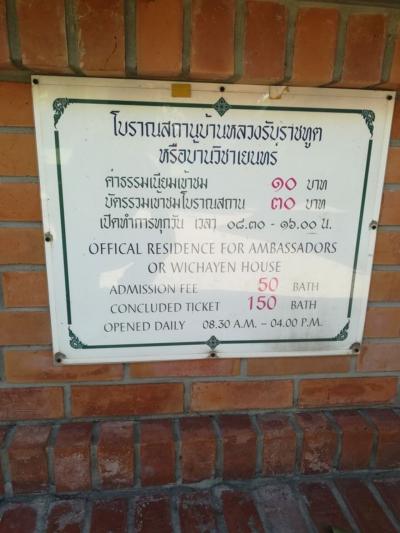 โบราณสถานบ้านหลวงรับราชทูต
หรือบ้านวิชาเยนทร์
ค่าธรรมเนียมเข้าชม ๑๐ บาท
บัตรรวมเข้าชมโบราณสถาน ๓๐ บาท
เปิดทำการทุกวัน เวลา ๐๘.๓๐ - ๑๖.๐๐ น.
OFFICAL RESIDENCE FOR AMBASSADORS
OR WICHAYEN HOUSE
ADMISSION FEE 50 BATH
CONCLUDED TICKET 150 BATH
OPENED DAILY 08.30 A.M. – 04.00 P.M.